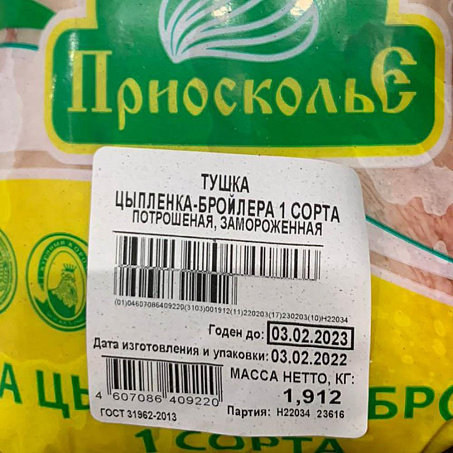 ПриосколЬЕ
ТУШКА
ЦЫПЛЕНКА-БРОЙЛЕРА 1 СОРТА
ПОТРОШЕНАЯ, ЗАМОРОЖЕННАЯ
(01)04607086409220(3103)001912(11)220203(17)230203(10)H22034
Годен до: 03.02.2023
Дата изготовления и упаковки: 03.02.2022
МАССА НЕТТО, КГ:
1,912
4 607086 409220
ГОСТ 31962-2013
Партия: H22034 23616
А ЦЫ БРО
1 СОРТА